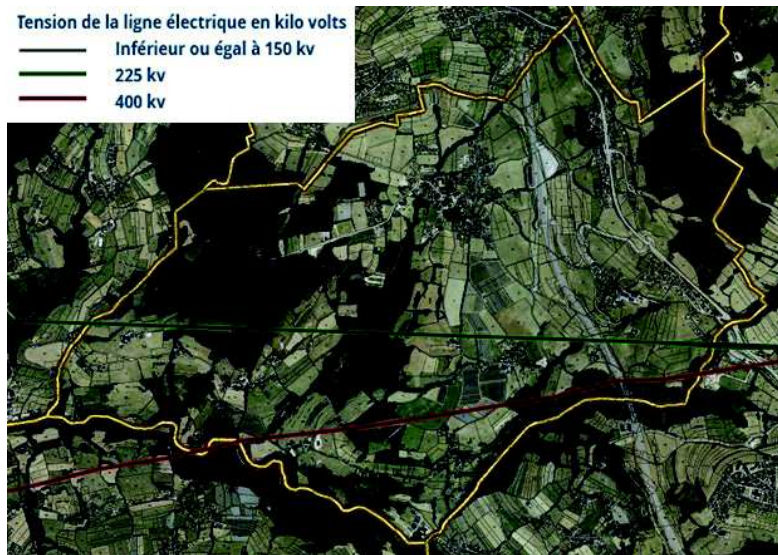 Tension de la ligne électrique en kilo volts
Inférieur ou égal à 150 kv
225 kv
400 kv